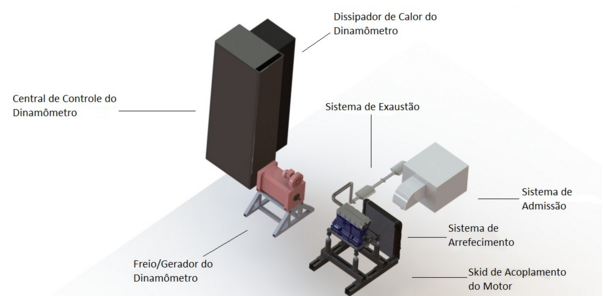 Dissipador de Calor do
Dinamômetro
Central de Controle do
Dinamômetro
Sistema de Exaustão
Sistema de
Admissão
Sistema de
Arrefecimento
Freio/Gerador do
Dinamômetro
Skid de Acoplamento
do Motor